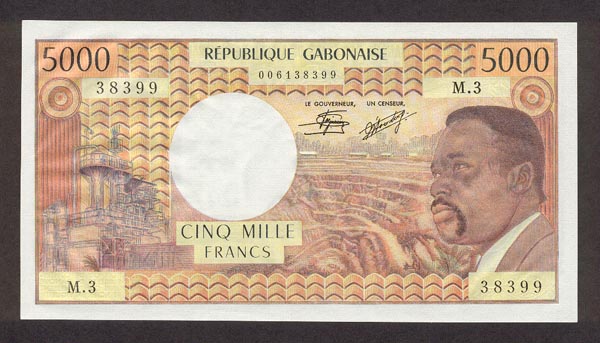 5000 RÉPUBLIQUE GABONAISE 5000
006138399
38399 M.3
LE GOUVERNEUR, UN CENSEUR,
CINQ MILLE
FRANCS
M.3 38399